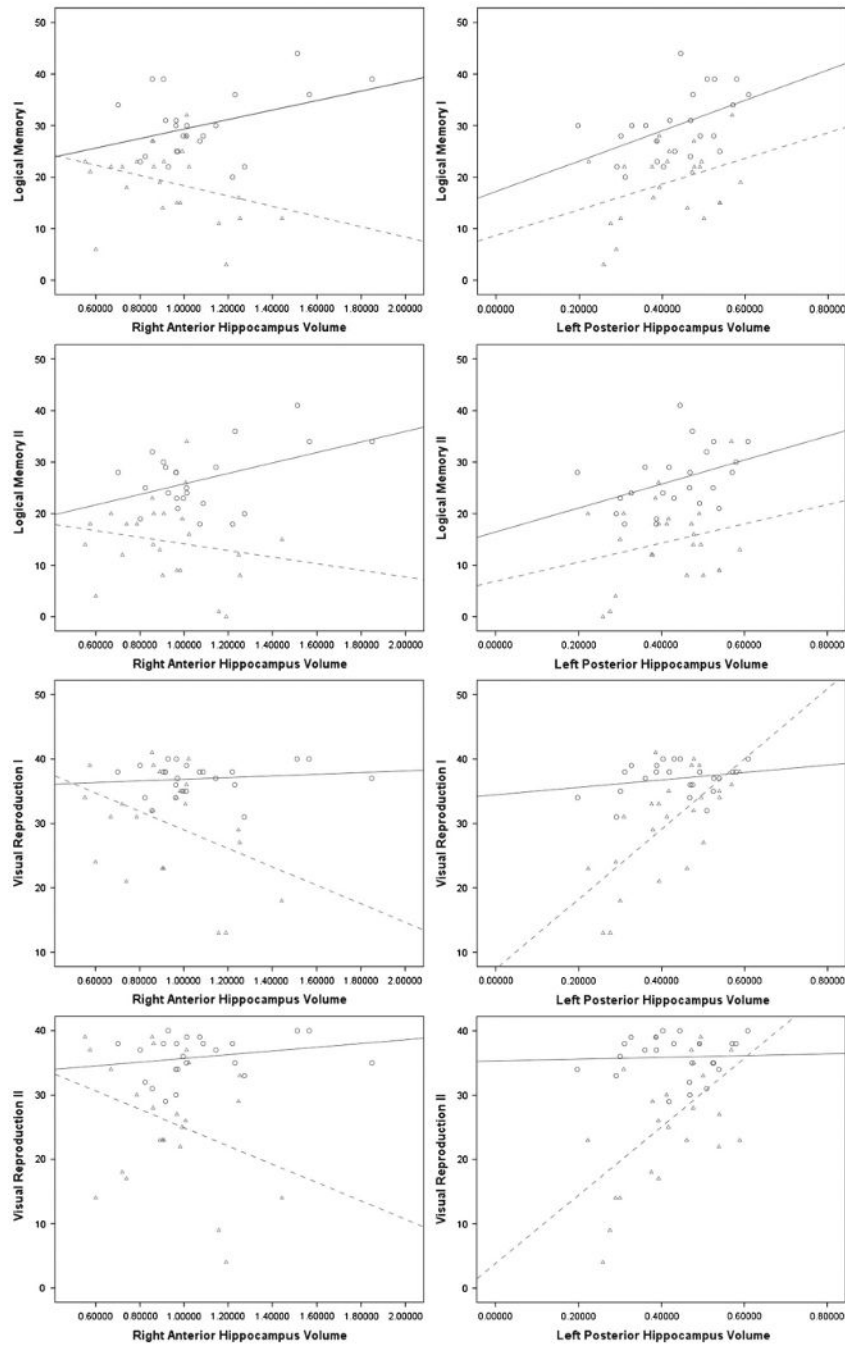 50
40
30
20
10
0
Logical Memory I
0.60000 0.80000 1.00000 1.20000 1.40000 1.60000 1.80000 2.00000
Right Anterior Hippocampus Volume
50
40
30
20
10
0
Logical Memory I
0.00000 0.20000 0.40000 0.60000 0.80000
Left Posterior Hippocampus Volume
50
40
30
20
10
0
Logical Memory II
0.60000 0.80000 1.00000 1.20000 1.40000 1.60000 1.80000 2.00000
Right Anterior Hippocampus Volume
50
40
30
20
10
0
Logical Memory II
0.00000 0.20000 0.40000 0.60000 0.80000
Left Posterior Hippocampus Volume
50
40
30
20
10
Visual Reproduction I
0.60000 0.80000 1.00000 1.20000 1.40000 1.60000 1.80000 2.00000
Right Anterior Hippocampus Volume
50
40
30
20
10
Visual Reproduction I
0.00000 0.20000 0.40000 0.60000 0.80000
Left Posterior Hippocampus Volume
40
30
20
10
0
Visual Reproduction II
0.60000 0.80000 1.00000 1.20000 1.40000 1.60000 1.80000 2.00000
Right Anterior Hippocampus Volume
40
30
20
10
0
Visual Reproduction II
0.00000 0.20000 0.40000 0.60000 0.80000
Left Posterior Hippocampus Volume